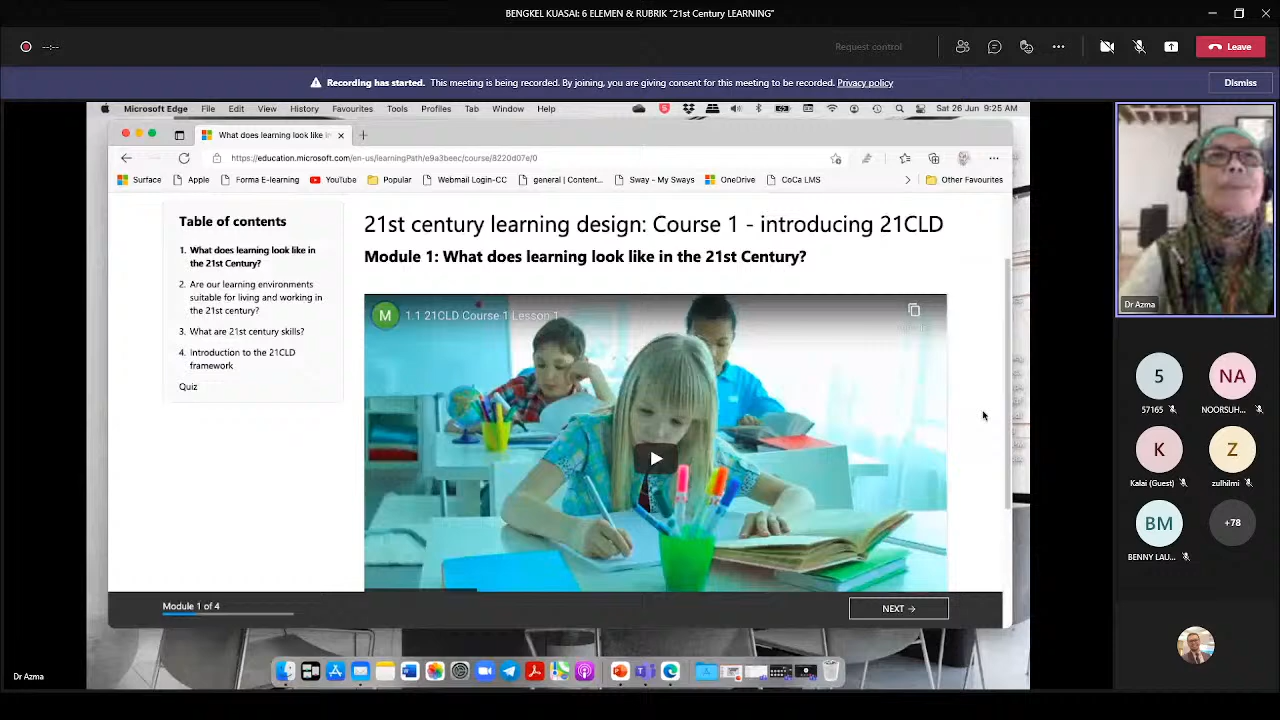 BENGKEL KUASAI: 6 ELEMEN & RUBRIK "21st Century LEARNING"
--:--
Request control
Leave
Recording has started. This meeting is being recorded. By joining, you are giving consent for this meeting to be recorded. Privacy policy
Dismiss
Microsoft Edge File Edit View History Favourites Tools Profiles Tab Window Help
Sat 26 Jun 9:25 AM
What does learning look like in
https://education.microsoft.com/en-us/learningPath/e9a3beec/course/8220d07e/0
Surface Apple Forma E-learning YouTube Popular Webmail Login-CC general | Content... Sway - My Sways OneDrive CoCa LMS Other Favourites
Table of contents
1. What does learning look like in
the 21st Century?
2. Are our learning environments
suitable for living and working in
the 21st century?
3. What are 21st century skills?
4. Introduction to the 21CLD
framework
Quiz
21st century learning design: Course 1 - introducing 21CLD
Module 1: What does learning look like in the 21st Century?
M 1.1 21CLD Course 1 Lesson 1
Module 1 of 4
NEXT →
Dr Azma
Dr Azma
5 NA
57165 NOORSUH...
K Z
Kalai (Guest) zulhilmi
BM +78
BENNY LAU...